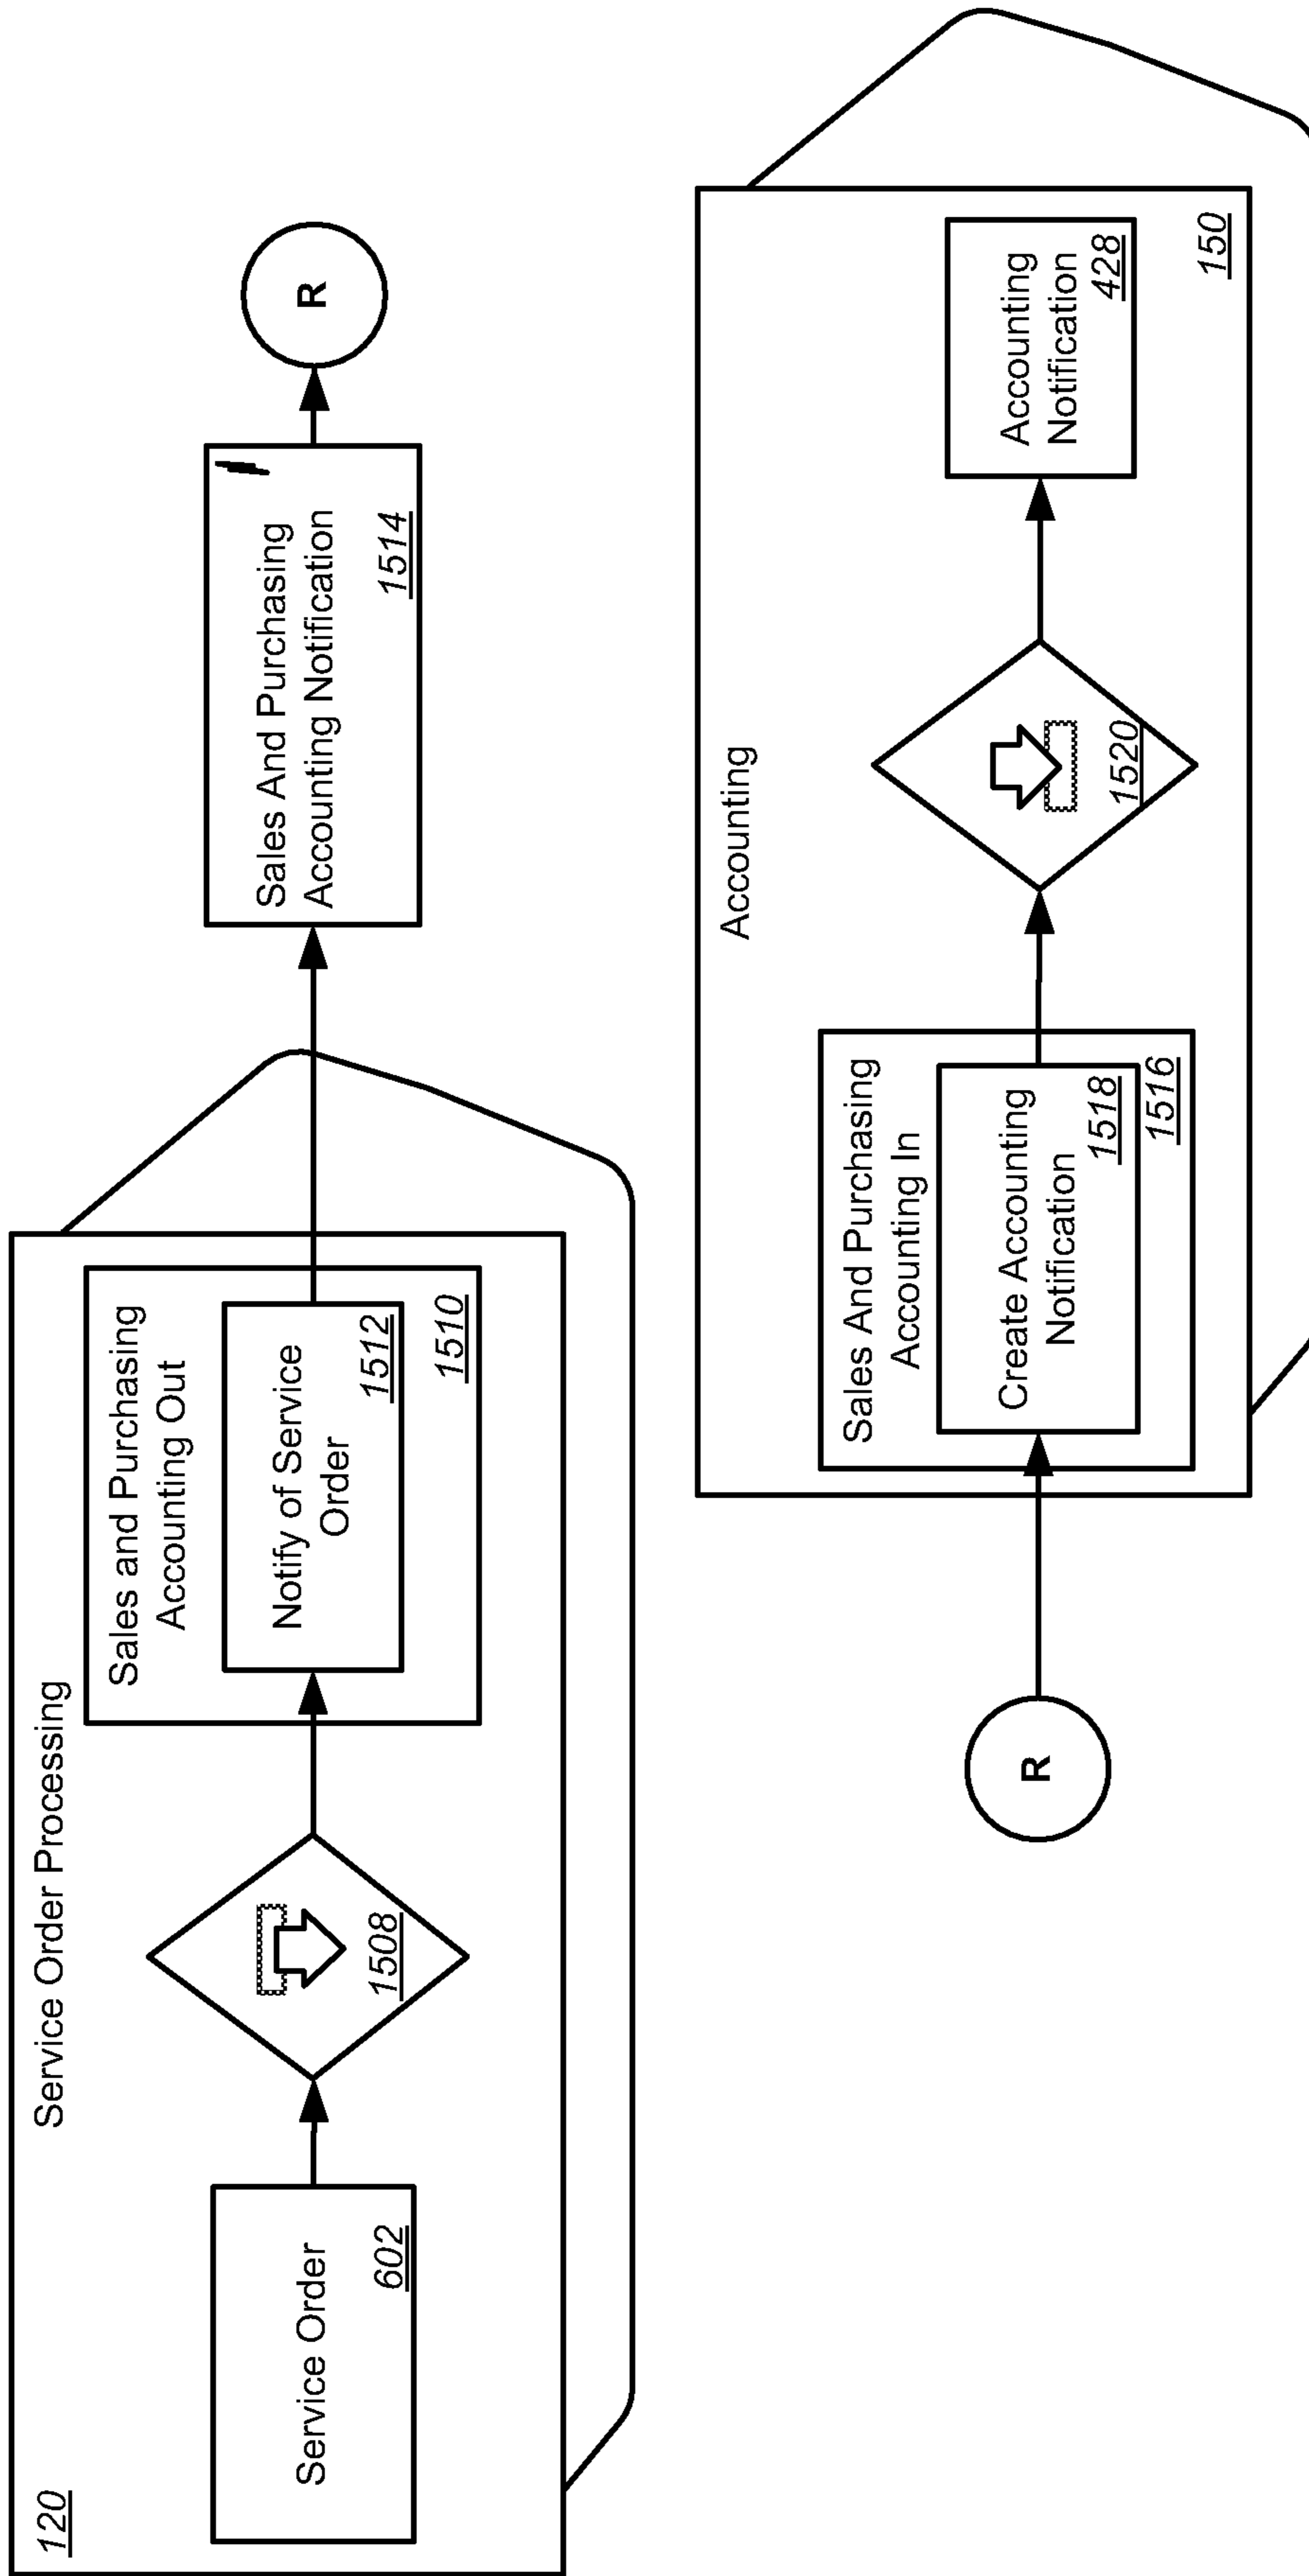 120
Service Order Processing
Service Order
602
1508
Sales and Purchasing
Accounting Out
Notify of Service
Order
1512
1510
Sales And Purchasing
Accounting Notification
1514
R
R
Accounting
Sales And Purchasing
Accounting In
Create Accounting
Notification
1518
1516
1520
Accounting
Notification
428
150